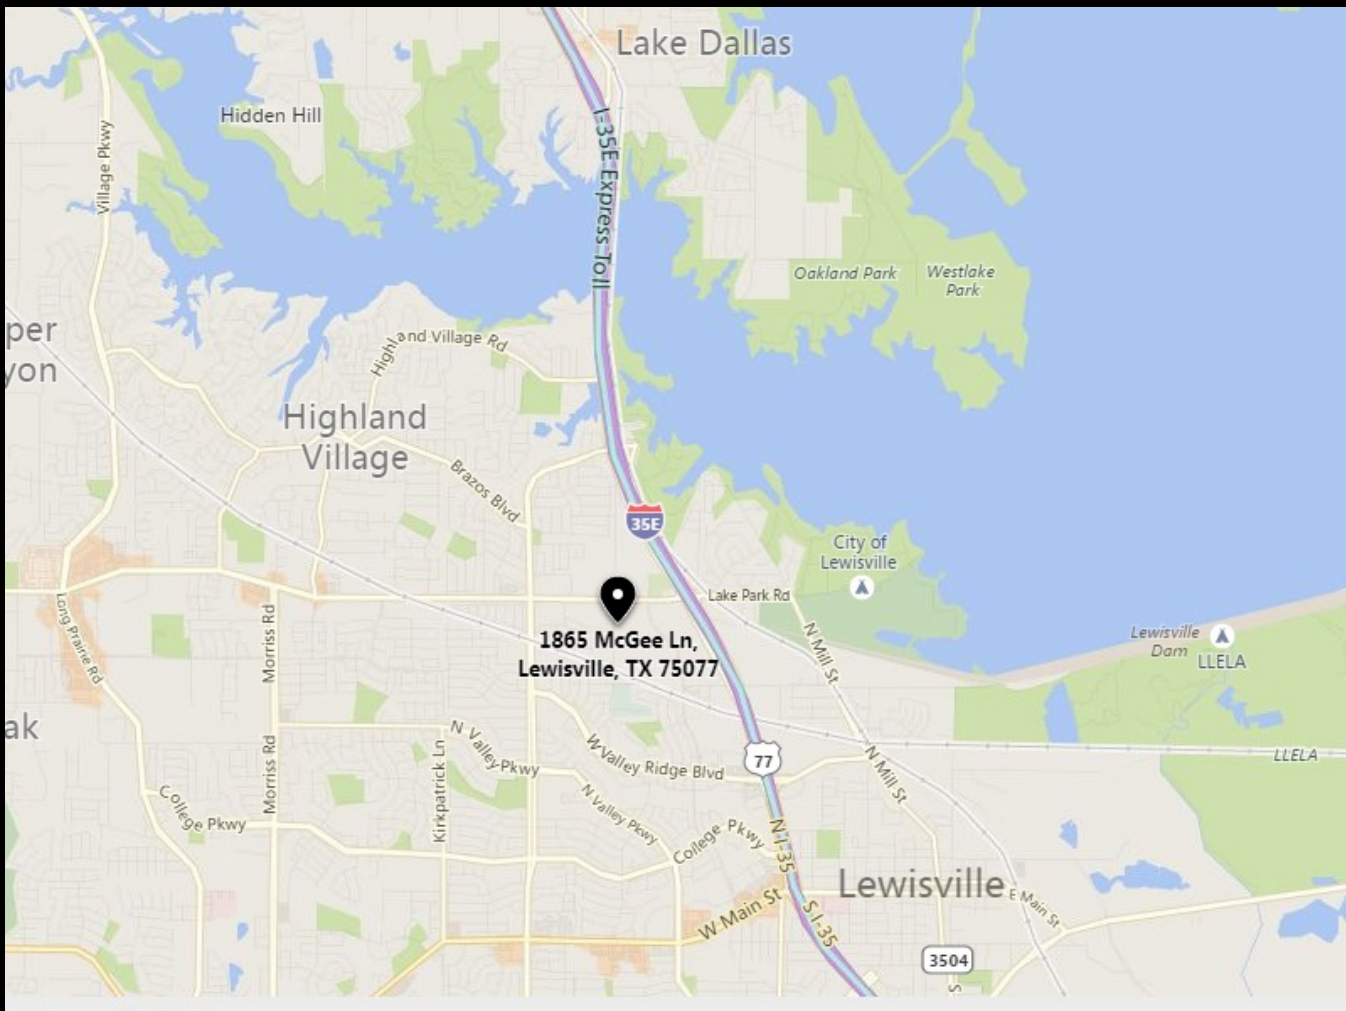 Lake Dallas
Hidden Hill
Village Pkwy
I-35E Express Toll
Oakland Park
Westlake
Park
per
yon
Highland Village Rd
Highland
Village
Brazos Blvd
35E
City of
Lewisville
Lake Park Rd
1865 McGee Ln,
Lewisville, TX 75077
Long Prairie Rd
Morriss Rd
N Mill St
Lewisville
Dam
LLELA
ak
Morriss Rd
Kirkpatrick Ln
N Valley Pkwy
W Valley Ridge Blvd
77
N Mill St
LLELA
College Pkwy
N Valley Pkwy
College Pkwy
N I-35
Lewisville
E Main St
W Main St
S I-35
3504
S